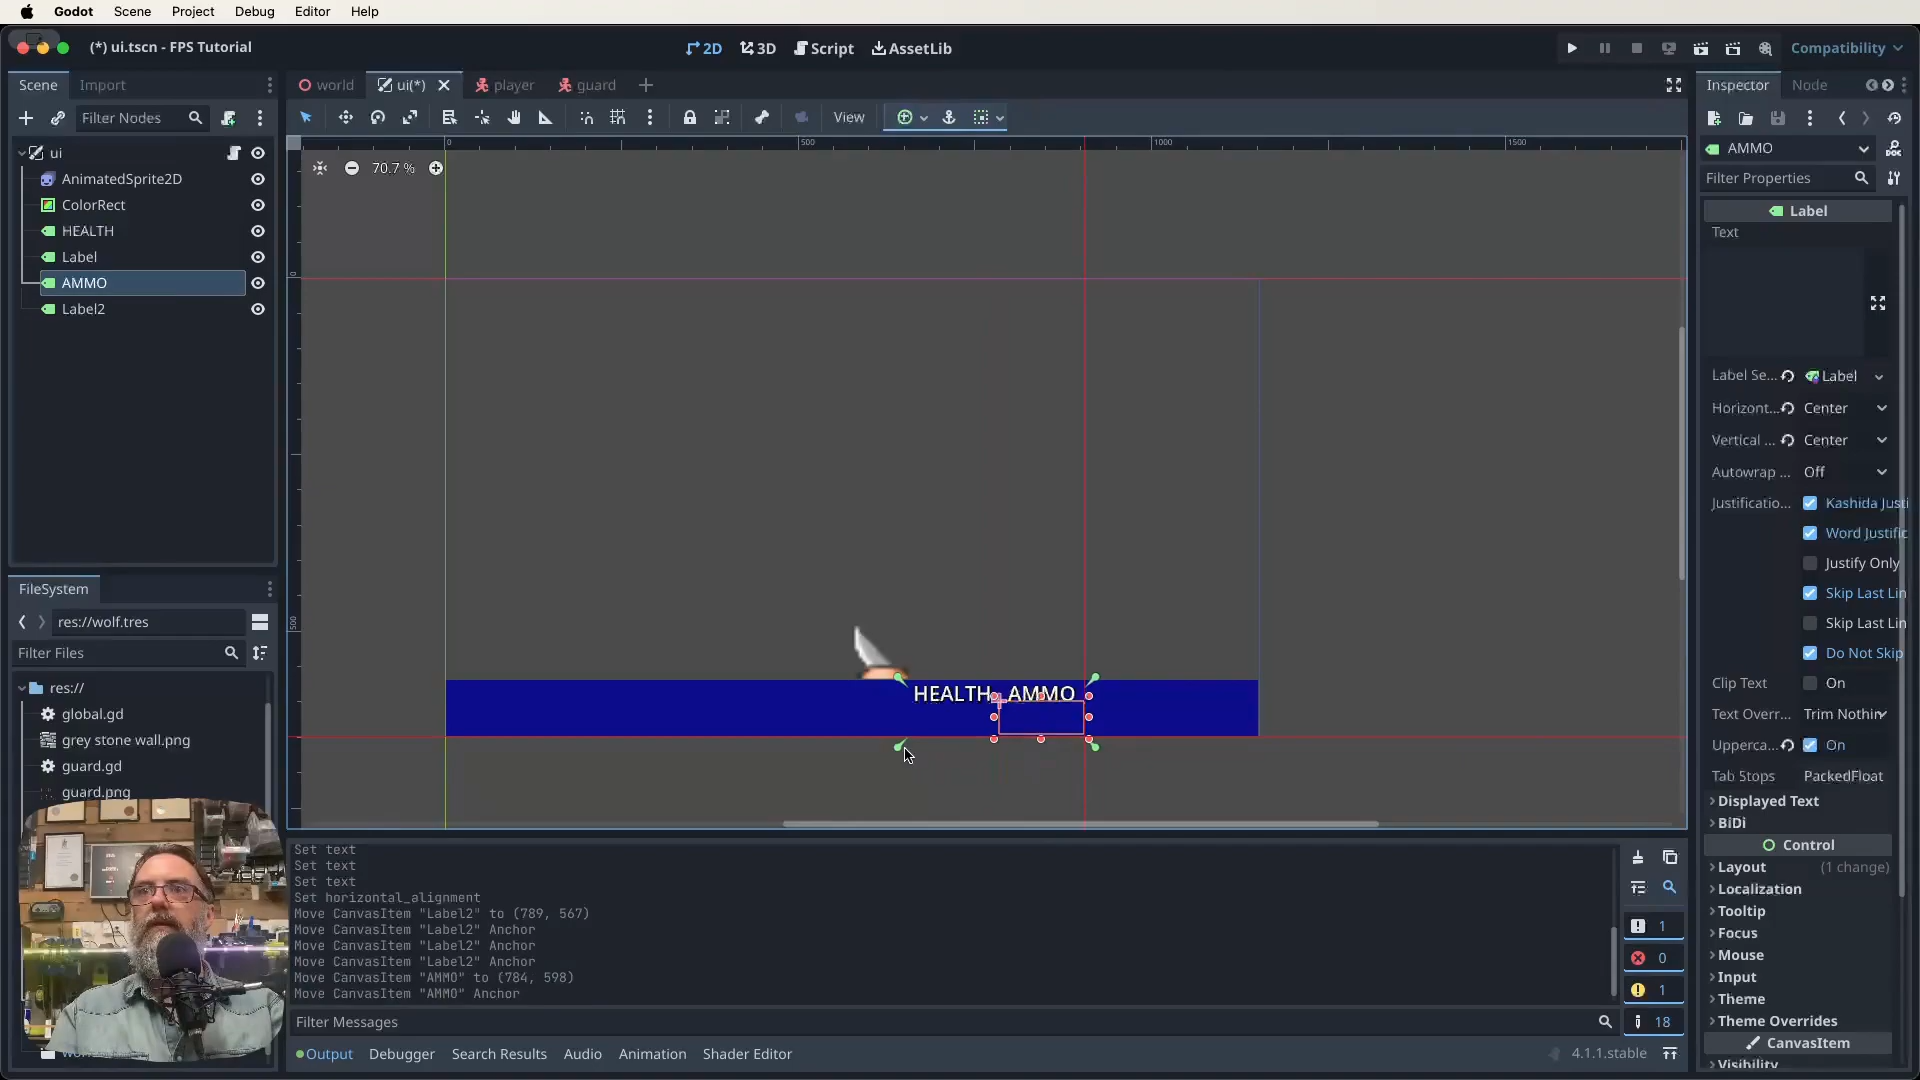 Godot Scene Project Debug Editor Help
(*) ui.tscn - FPS Tutorial
2D 3D Script AssetLib
Compatibility
Scene Import
world ui(*) player guard
Inspector Node
Filter Nodes
View
AMMO
Filter Properties
70.7 %
0 500 1000 1500
0
500
ui
AnimatedSprite2D
ColorRect
HEALTH
Label
AMMO
Label2
HEALTH AMMO
Label
Text
Label Se... Label
Horizont... Center
Vertical ... Center
Autowrap ... Off
Justificatio... Kashida Justi
Word Justific
Justify Only
Skip Last Lin
Skip Last Lin
Do Not Skip
Clip Text On
Text Overr... Trim Nothin
Upperca... On
Tab Stops PackedFloat
Displayed Text
BiDi
Control
Layout (1 change)
Localization
Tooltip
Focus
Mouse
Input
Theme
Theme Overrides
CanvasItem
Visibility
FileSystem
res://wolf.tres
Filter Files
res://
global.gd
grey stone wall.png
guard.gd
guard.png
Set text
Set text
Set text
Set horizontal_alignment
Move CanvasItem "Label2" to (789, 567)
Move CanvasItem "Label2" Anchor
Move CanvasItem "Label2" Anchor
Move CanvasItem "Label2" Anchor
Move CanvasItem "AMMO" to (784, 598)
Move CanvasItem "AMMO" Anchor
1
0
1
18
Filter Messages
Output Debugger Search Results Audio Animation Shader Editor
4.1.1.stable